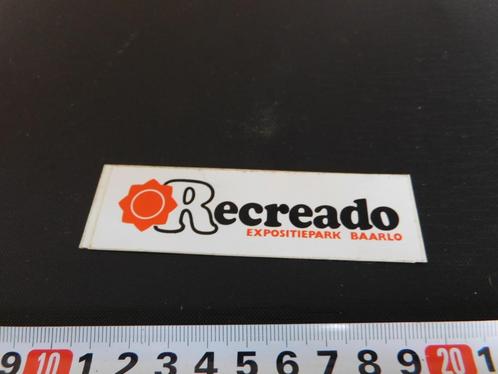 Recreado
EXPOSITIEPARK BAARLO
9 10 1 2 3 4 5 6 7 8 9 20 1